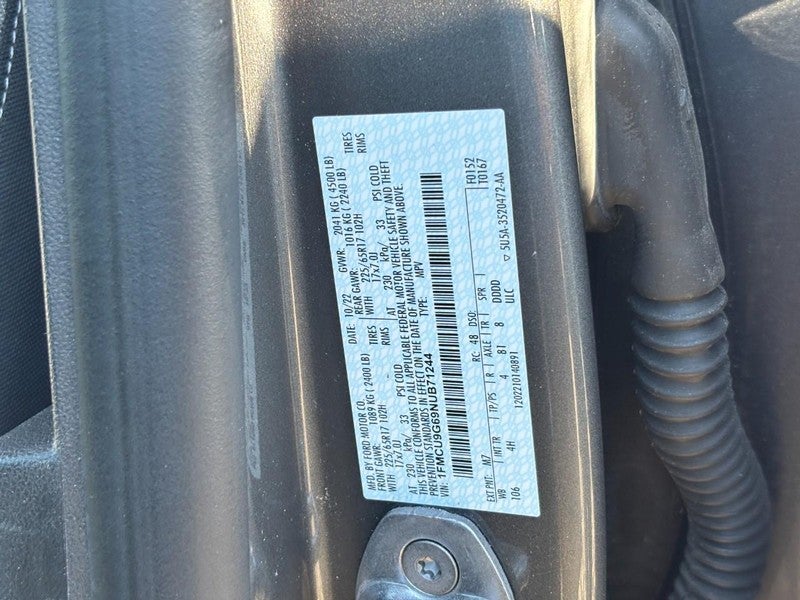 MFD. BY FORD MOTOR CO. DATE: 10/22 GVWR: 2041 KG ( 4500 LB)
FRONT GAWR: 1089 KG ( 2400 LB) REAR GAWR: 1016 KG ( 2240 LB)
WITH 225/65R17 102H TIRES WITH 225/65R17 102H TIRES
17x7.0J RIMS 17x7.0J RIMS
AT 230 kPa/ 33 PSI COLD AT 230 kPa/ 33 PSI COLD
THIS VEHICLE CONFORMS TO ALL APPLICABLE FEDERAL MOTOR VEHICLE SAFETY AND THEFT
PREVENTION STANDARDS IN EFFECT ON THE DATE OF MANUFACTURE SHOWN ABOVE.
VIN: 1FMCU9G69NUB71244 TYPE: MPV
F0152
T0167
EXT PNT: M7 RC: 48 DSO:
WB INT TR TP/PS R AXLE TR SPR
106 4H 4 8I 8 DDDD
1202210140891 ULC
▽ 5U5A-3520472-AA